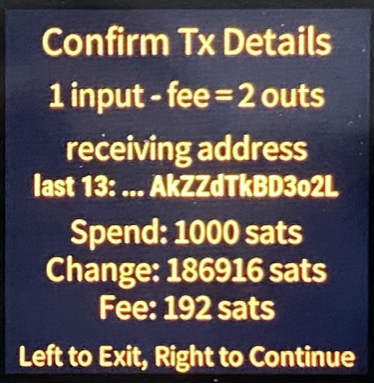 Confirm Tx Details
1 input - fee = 2 outs
receiving address
last 13: ... AkZZdTkBD3o2L
Spend: 1000 sats
Change: 186916 sats
Fee: 192 sats
Left to Exit, Right to Continue